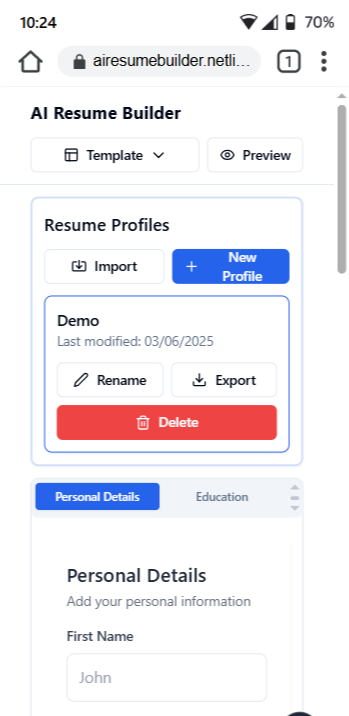 10:24
70%
airesumebuilder.netli...
1
AI Resume Builder
Template
Preview
Resume Profiles
Import
New
Profile
Demo
Last modified: 03/06/2025
Rename
Export
Delete
Personal Details
Education
Personal Details
Add your personal information
First Name
John